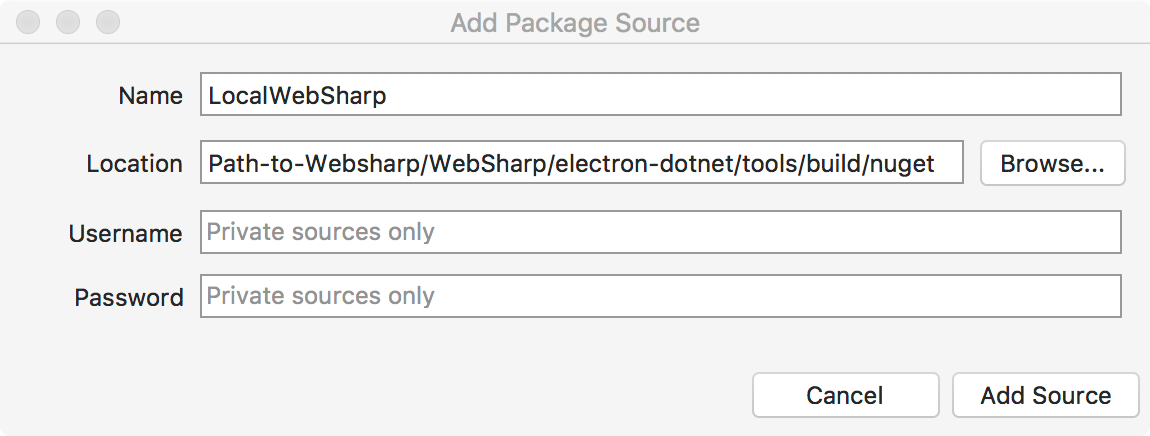 Add Package Source
Name LocalWebSharp
Location Path-to-Websharp/WebSharp/electron-dotnet/tools/build/nuget Browse...
Username Private sources only
Password Private sources only
Cancel Add Source